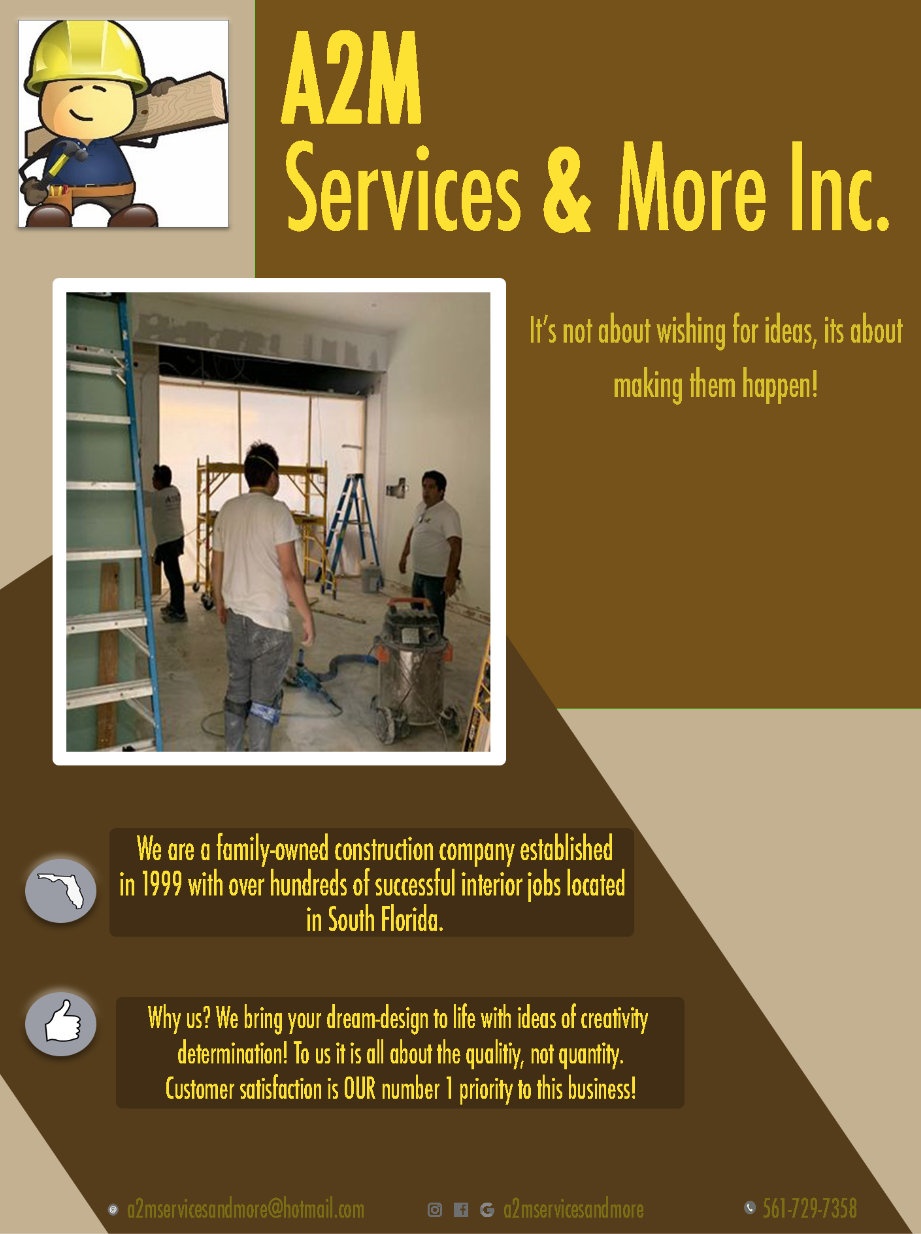 A2M
Services & More Inc.
It's not about wishing for ideas, its about
making them happen!
We are a family-owned construction company established
in 1999 with over hundreds of successful interior jobs located
in South Florida.
Why us? We bring your dream-design to life with ideas of creativity
determination! To us it is all about the qualitiy, not quantity.
Customer satisfaction is OUR number 1 priority to this business!
a2mservicesandmore@hotmail.com
a2mservicesandmore
561-729-7358